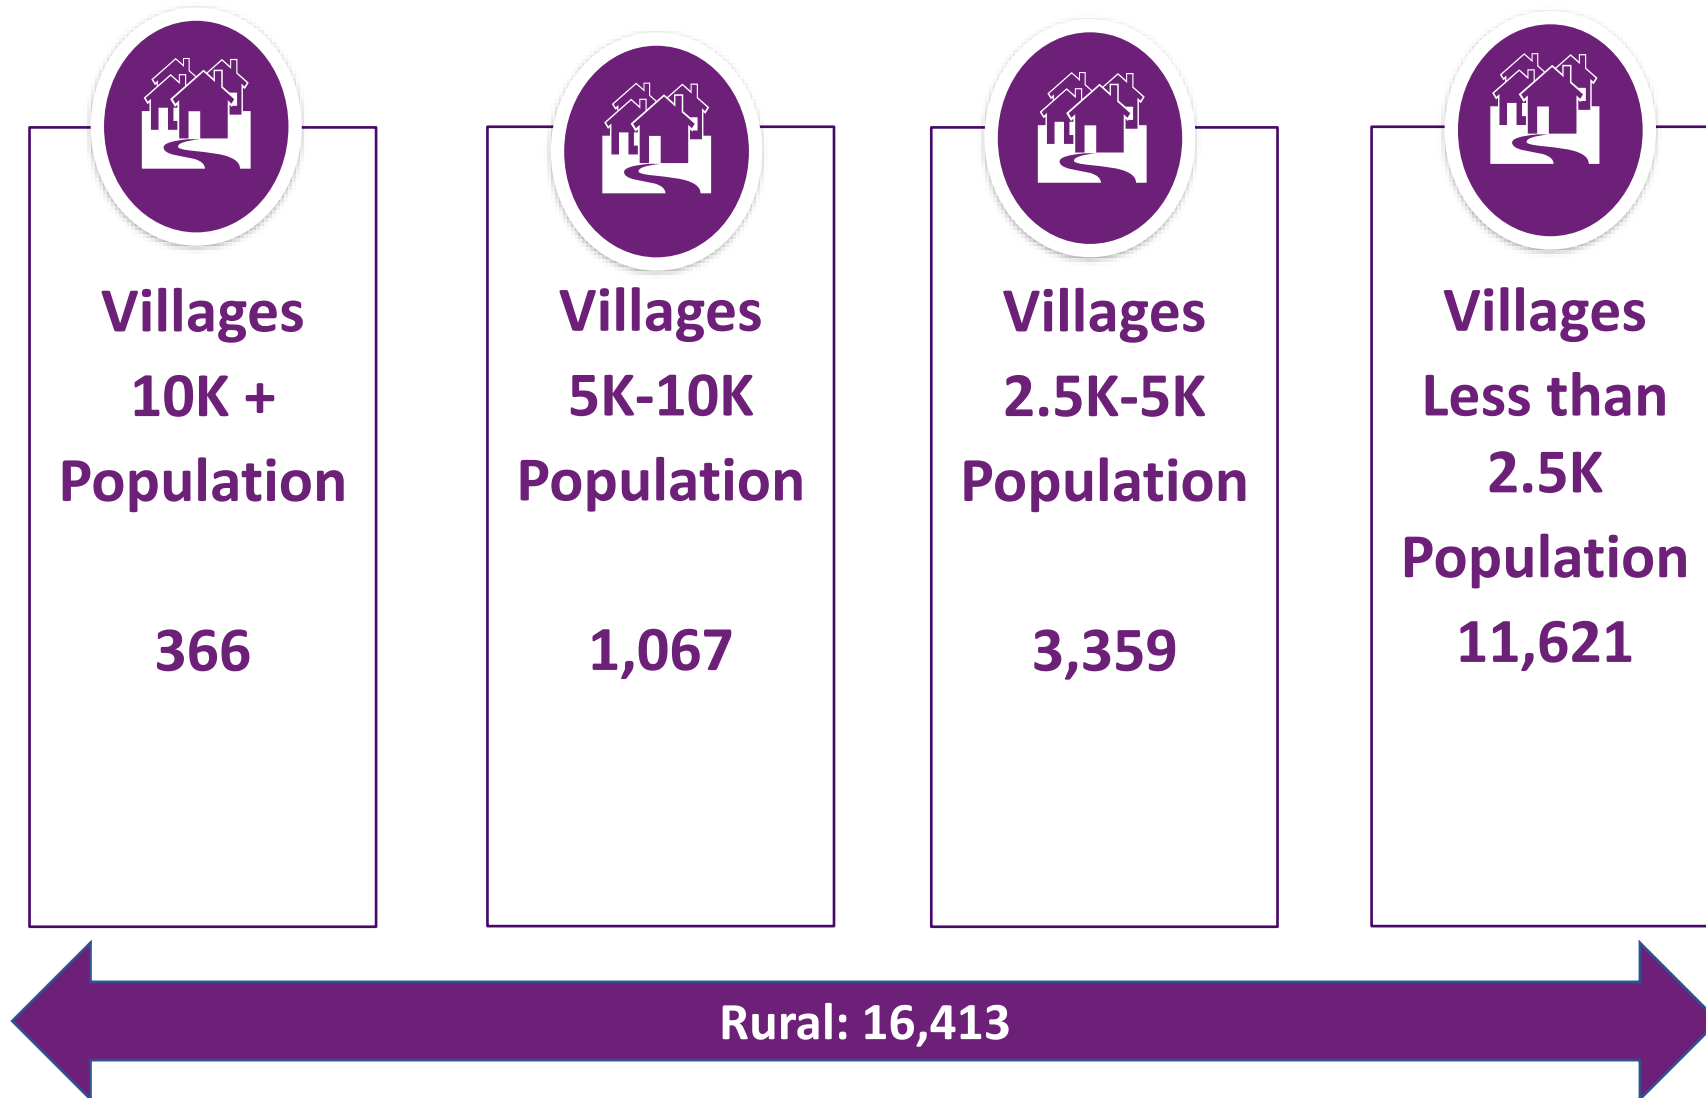 Villages
10K +
Population
366
Villages
5K-10K
Population
1,067
Villages
2.5K-5K
Population
3,359
Villages
Less than
2.5K
Population
11,621
Rural: 16,413